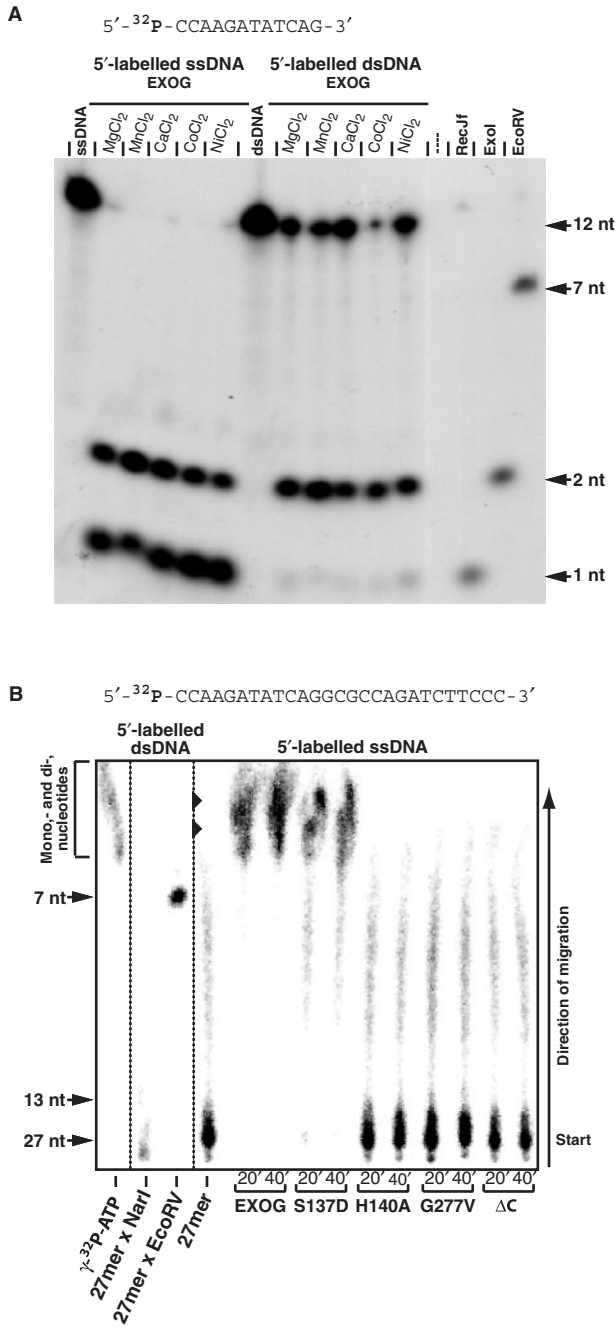 A
5′-³²P-CCAAGATATCAG-3′
5′-labelled ssDNA
EXOG
5′-labelled dsDNA
EXOG
ssDNA
MgCl₂
MnCl₂
CaCl₂
CoCl₂
NiCl₂
dsDNA
MgCl₂
MnCl₂
CaCl₂
CoCl₂
NiCl₂
----
RecJf
ExoI
EcoRV
12 nt
7 nt
2 nt
1 nt
B
5′-³²P-CCAAGATATCAGGCGCCAGATCTTCCC-3′
5′-labelled
dsDNA
5′-labelled ssDNA
Mono,- and di-,
nucleotides
7 nt
13 nt
27 nt
Direction of migration
Start
γ-³²P-ATP
27mer x NarI
27mer x EcoRV
27mer
20′ 40′ 20′ 40′ 20′ 40′ 20′ 40′ 20′ 40′
EXOG S137D H140A G277V ΔC